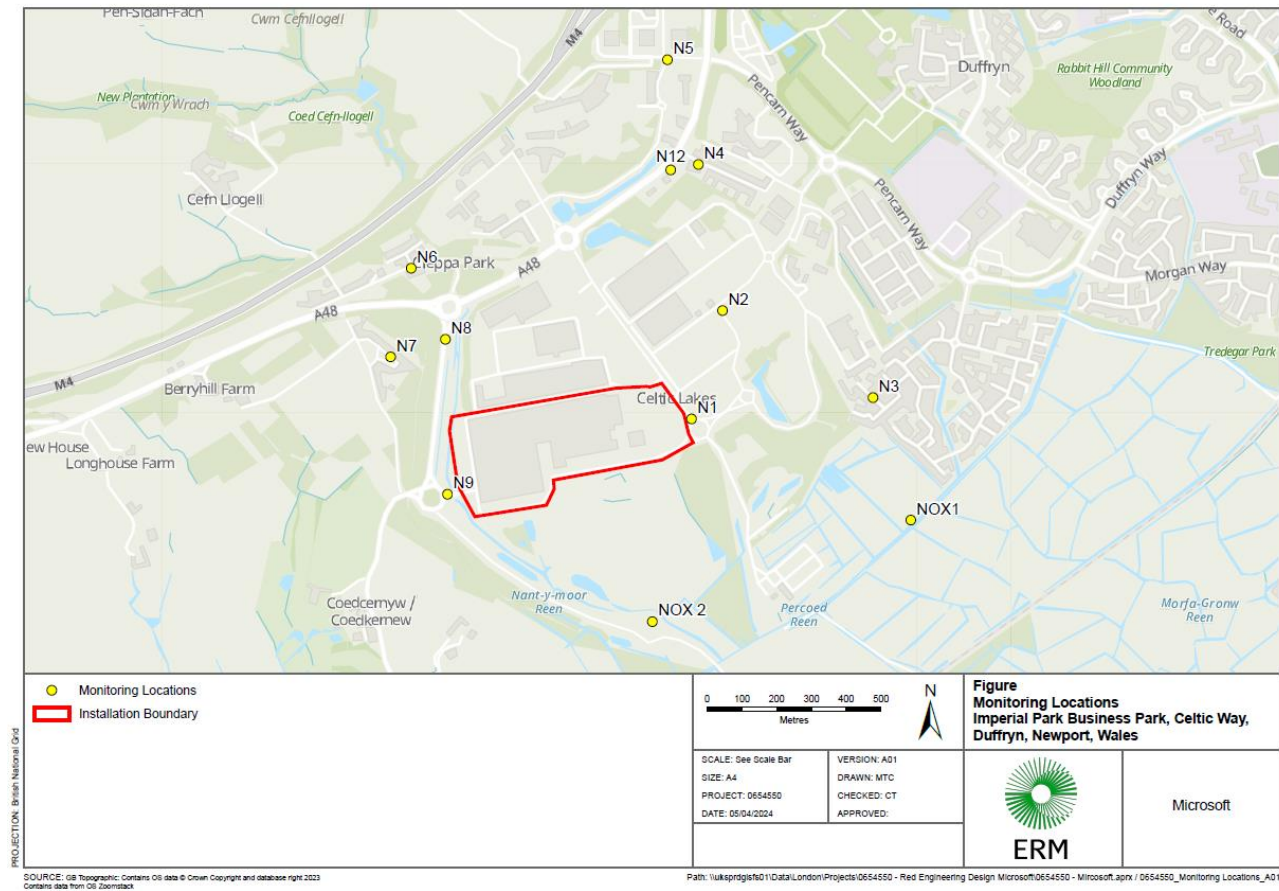 Pen-Sidan-Fach
Cwm Cefnllogell
M4
N5
Pencarn Way
Duffryn
Rabbit Hill Community
Woodland
Road
New Plantation
Cwm y Wrach
Coed Cefn-llogell
N12
N4
Duffryn Way
Cefn Llogell
Pencarn Way
N6
Cleppa Park
A48
Morgan Way
A48
N2
N8
N7
Tredegar Park
M4
Berryhill Farm
Celtic Lakes
N3
N1
ew House
Longhouse Farm
N9
NOX1
Nant-y-moor
Reen
Percoed
Reen
Morfa-Gronw
Reen
Coedcernyw /
Coedkernew
NOX 2
Monitoring Locations
Installation Boundary
0 100 200 300 400 500
Metres
N
Figure
Monitoring Locations
Imperial Park Business Park, Celtic Way,
Duffryn, Newport, Wales
SCALE: See Scale Bar
SIZE: A4
PROJECT: 0654550
DATE: 05/04/2024
VERSION: A01
DRAWN: MTC
CHECKED: CT
APPROVED:
ERM
Microsoft
PROJECTION: British National Grid
SOURCE: GB Topographic: Contains OS data © Crown Copyright and database right 2023
Contains data from OS Zoomstack
Path: \\uksprdgisfs01\Data\London\Projects\0654550 - Red Engineering Design Microsoft\0654550 - Mircosoft.aprx / 0654550_Monitoring Locations_A01